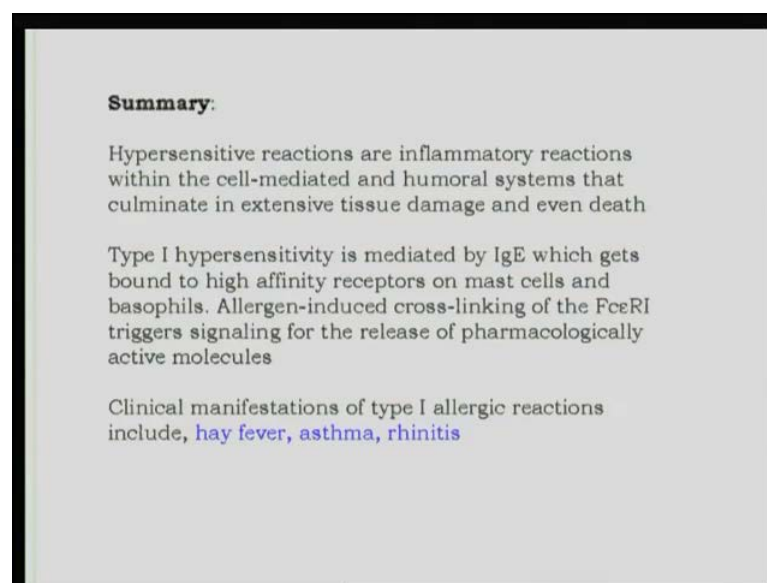 Summary:
Hypersensitive reactions are inflammatory reactions
within the cell-mediated and humoral systems that
culminate in extensive tissue damage and even death
Type I hypersensitivity is mediated by IgE which gets
bound to high affinity receptors on mast cells and
basophils. Allergen-induced cross-linking of the FcεRI
triggers signaling for the release of pharmacologically
active molecules
Clinical manifestations of type I allergic reactions
include, hay fever, asthma, rhinitis